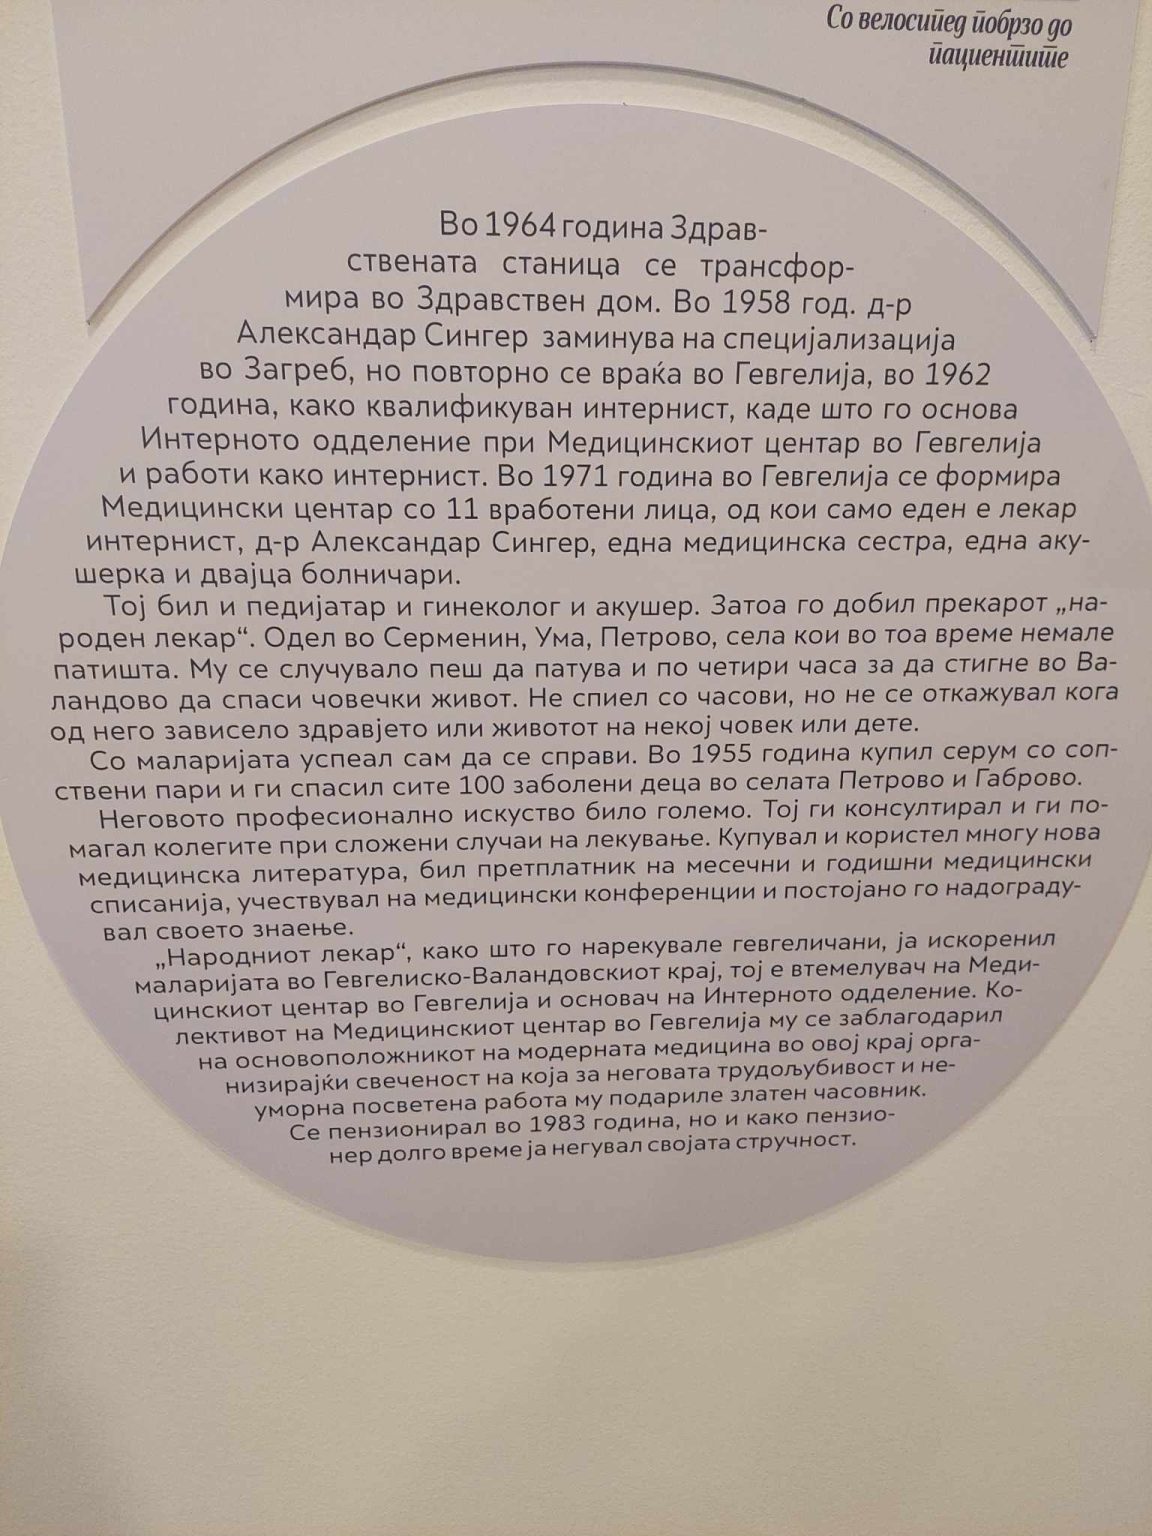 Со велосипед побрзо до
пациентите
Во 1964 година Здрав-
ствената станица се трансфор-
мира во Здравствен дом. Во 1958 год. д-р
Александар Сингер заминува на специјализација
во Загреб, но повторно се враќа во Гевгелија, во 1962
година, како квалификуван интернист, каде што го основа
Интерното одделение при Медицинскиот центар во Гевгелија
и работи како интернист. Во 1971 година во Гевгелија се формира
Медицински центар со 11 вработени лица, од кои само еден е лекар
интернист, д-р Александар Сингер, една медицинска сестра, една аку-
шерка и двајца болничари.
Тој бил и педијатар и гинеколог и акушер. Затоа го добил прекарот „на-
роден лекар“. Одел во Серменин, Ума, Петрово, села кои во тоа време немале
патишта. Му се случувало пеш да патува и по четири часа за да стигне во Ва-
ландово да спаси човечки живот. Не спиел со часови, но не се откажувал кога
од него зависело здравјето или животот на некој човек или дете.
Со маларијата успеал сам да се справи. Во 1955 година купил серум со соп-
ствени пари и ги спасил сите 100 заболени деца во селата Петрово и Габрово.
Неговото професионално искуство било големо. Тој ги консултирал и ги по-
магал колегите при сложени случаи на лекување. Купувал и користел многу нова
медицинска литература, бил претплатник на месечни и годишни медицински
списанија, учествувал на медицински конференции и постојано го надограду-
вал своето знаење.
„Народниот лекар“, како што го нарекувале гевгеличани, ја искоренил
маларијата во Гевгелиско-Валандовскиот крај, тој е втемелувач на Меди-
цинскиот центар во Гевгелија и основач на Интерното одделение. Ко-
лективот на Медицинскиот центар во Гевгелија му се заблагодарил
на основоположникот на модерната медицина во овој крај орга-
низирајќи свеченост на која за неговата трудољубивост и не-
уморна посветена работа му подариле златен часовник.
Се пензионирал во 1983 година, но и како пензио-
нер долго време ја негувал својата стручност.